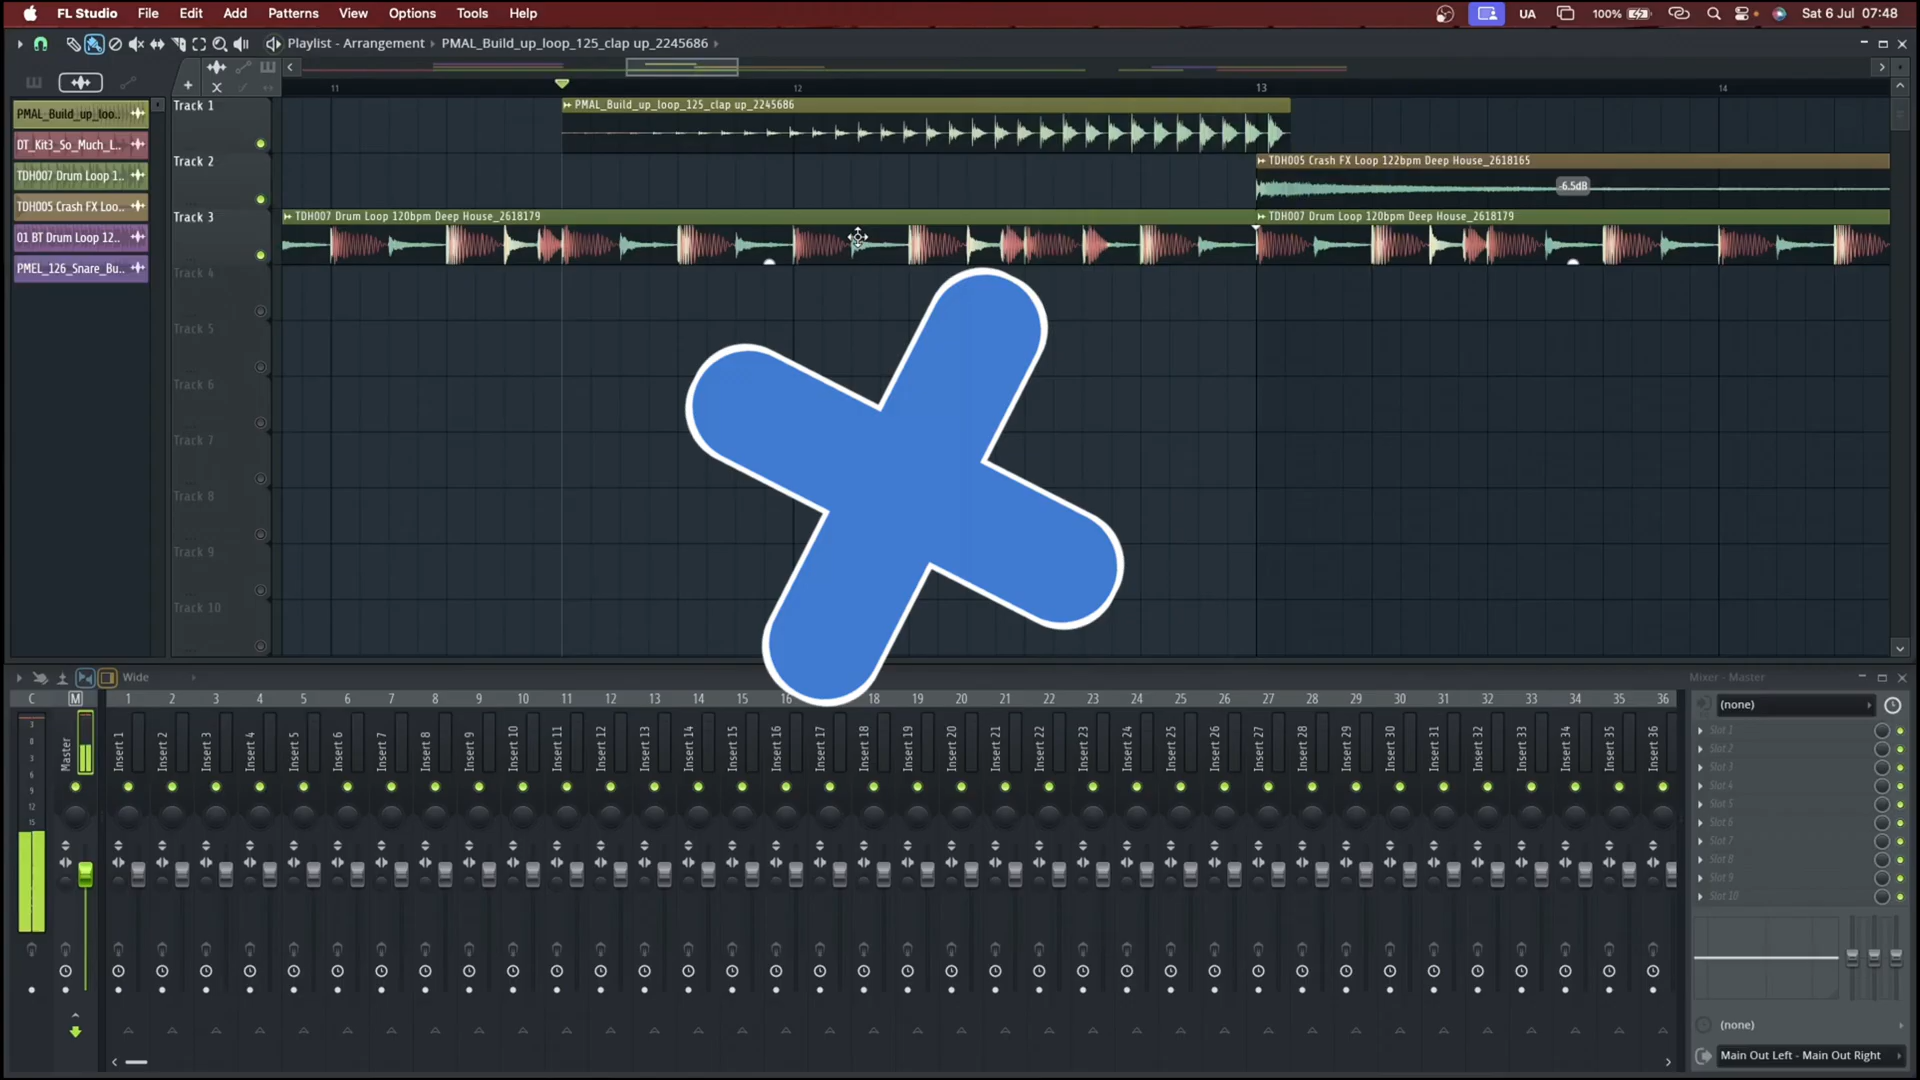 FL Studio File Edit Add Patterns View Options Tools Help UA 100% Sat 6 Jul 07:48
Playlist - Arrangement PMAL_Build_up_loop_125_clap up_2245686
11 12 13 14
PMAL_Build_up_loo..
DT_Kit3_So_Much_L..
TDH007 Drum Loop 1..
TDH005 Crash FX Loo..
01 BT Drum Loop 12..
PMEL_126_Snare_Bu..
Track 1 PMAL_Build_up_loop_125_clap up_2245686
Track 2 TDH005 Crash FX Loop 122bpm Deep House_2618165
-6.5dB
Track 3 TDH007 Drum Loop 120bpm Deep House_2618179 TDH007 Drum Loop 120bpm Deep House_2618179
Track 4
Track 5
Track 6
Track 7
Track 8
Track 9
Track 10
Wide Mixer - Master
C M 1 2 3 4 5 6 7 8 9 10 11 12 13 14 15 16 17 18 19 20 21 22 23 24 25 26 27 28 29 30 31 32 33 34 35 36
Master Insert 1 Insert 2 Insert 3 Insert 4 Insert 5 Insert 6 Insert 7 Insert 8 Insert 9 Insert 10 Insert 11 Insert 12 Insert 13 Insert 14 Insert 15 Insert 16 Insert 17 Insert 18 Insert 19 Insert 20 Insert 21 Insert 22 Insert 23 Insert 24 Insert 25 Insert 26 Insert 27 Insert 28 Insert 29 Insert 30 Insert 31 Insert 32 Insert 33 Insert 34 Insert 35 Insert 36
3
8
3
6
9
12
15
(none)
Slot 1
Slot 2
Slot 3
Slot 4
Slot 5
Slot 6
Slot 7
Slot 8
Slot 9
Slot 10
(none)
Main Out Left - Main Out Right